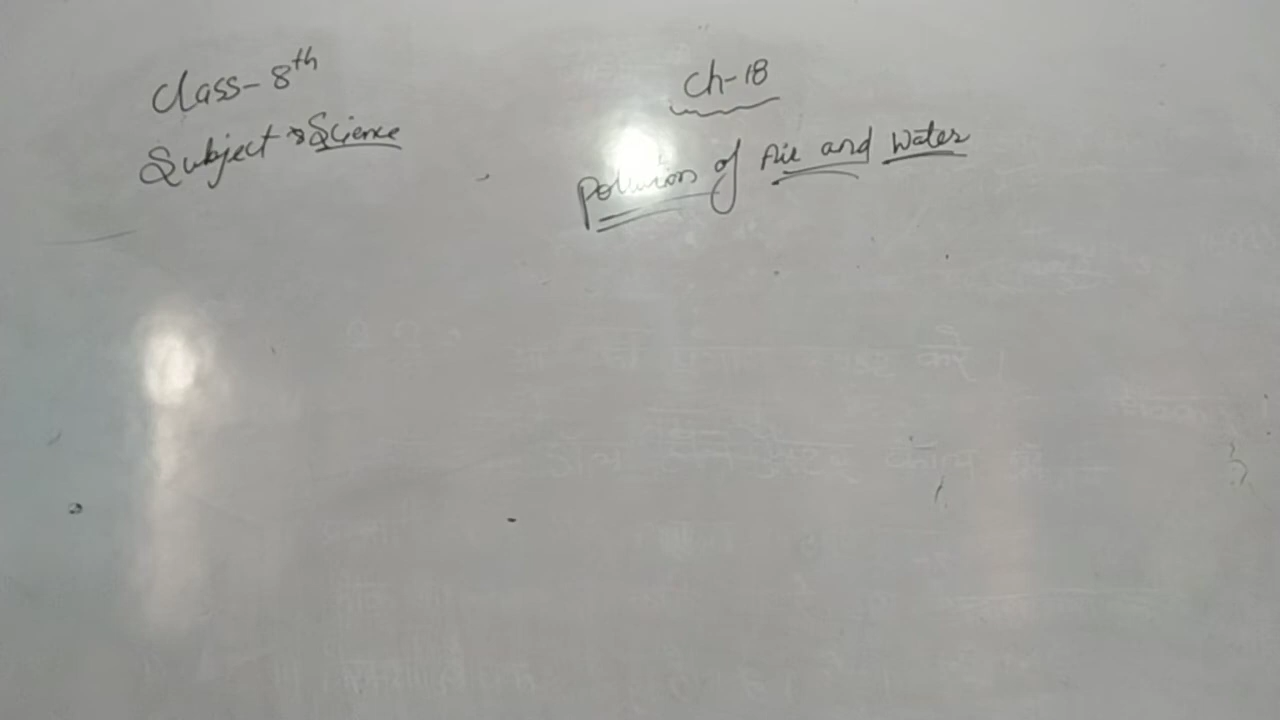 Class-8th
Subject:Science
Ch-18
Pollution of Air and Water